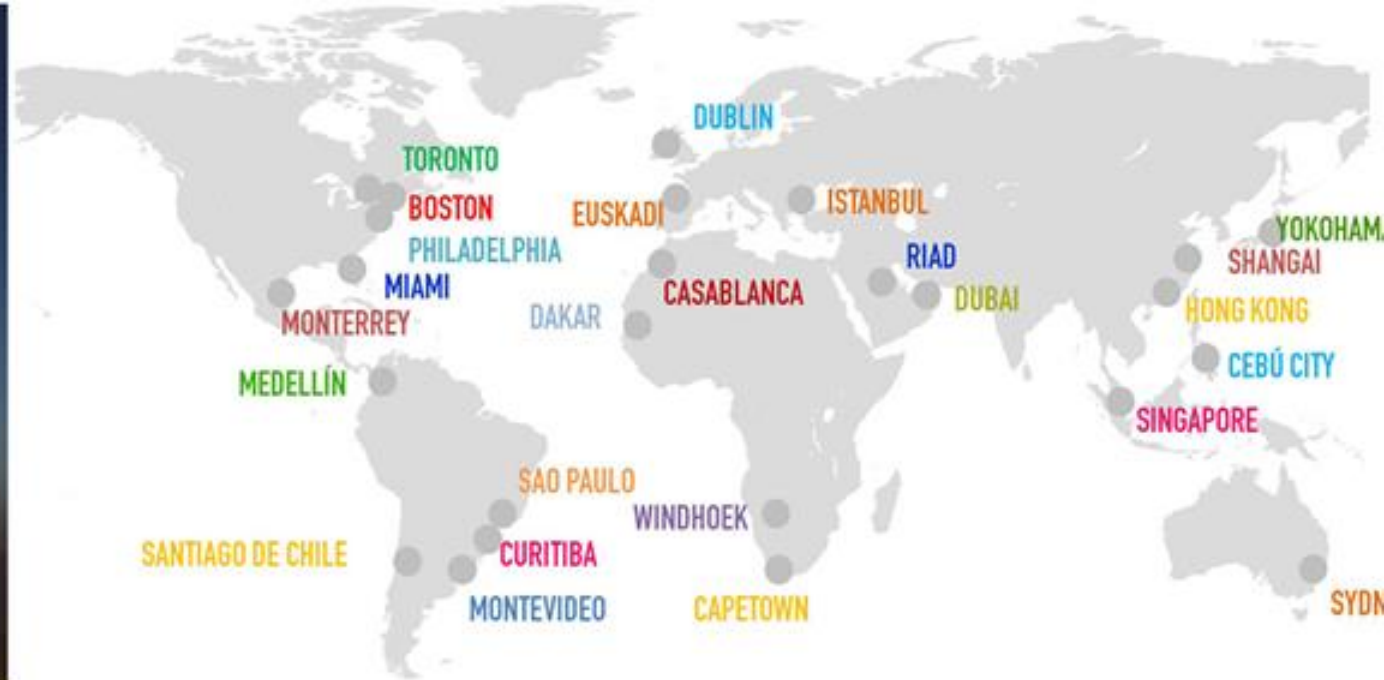 DUBLIN
TORONTO
BOSTON
EUSKADI
ISTANBUL
PHILADELPHIA
RIAD
YOKOHAMA
SHANGAI
MIAMI
CASABLANCA
DUBAI
DAKAR
HONG KONG
MONTERREY
CEBÚ CITY
MEDELLÍN
SINGAPORE
SAO PAULO
WINDHOEK
SANTIAGO DE CHILE
CURITIBA
MONTEVIDEO
CAPETOWN
SYDN